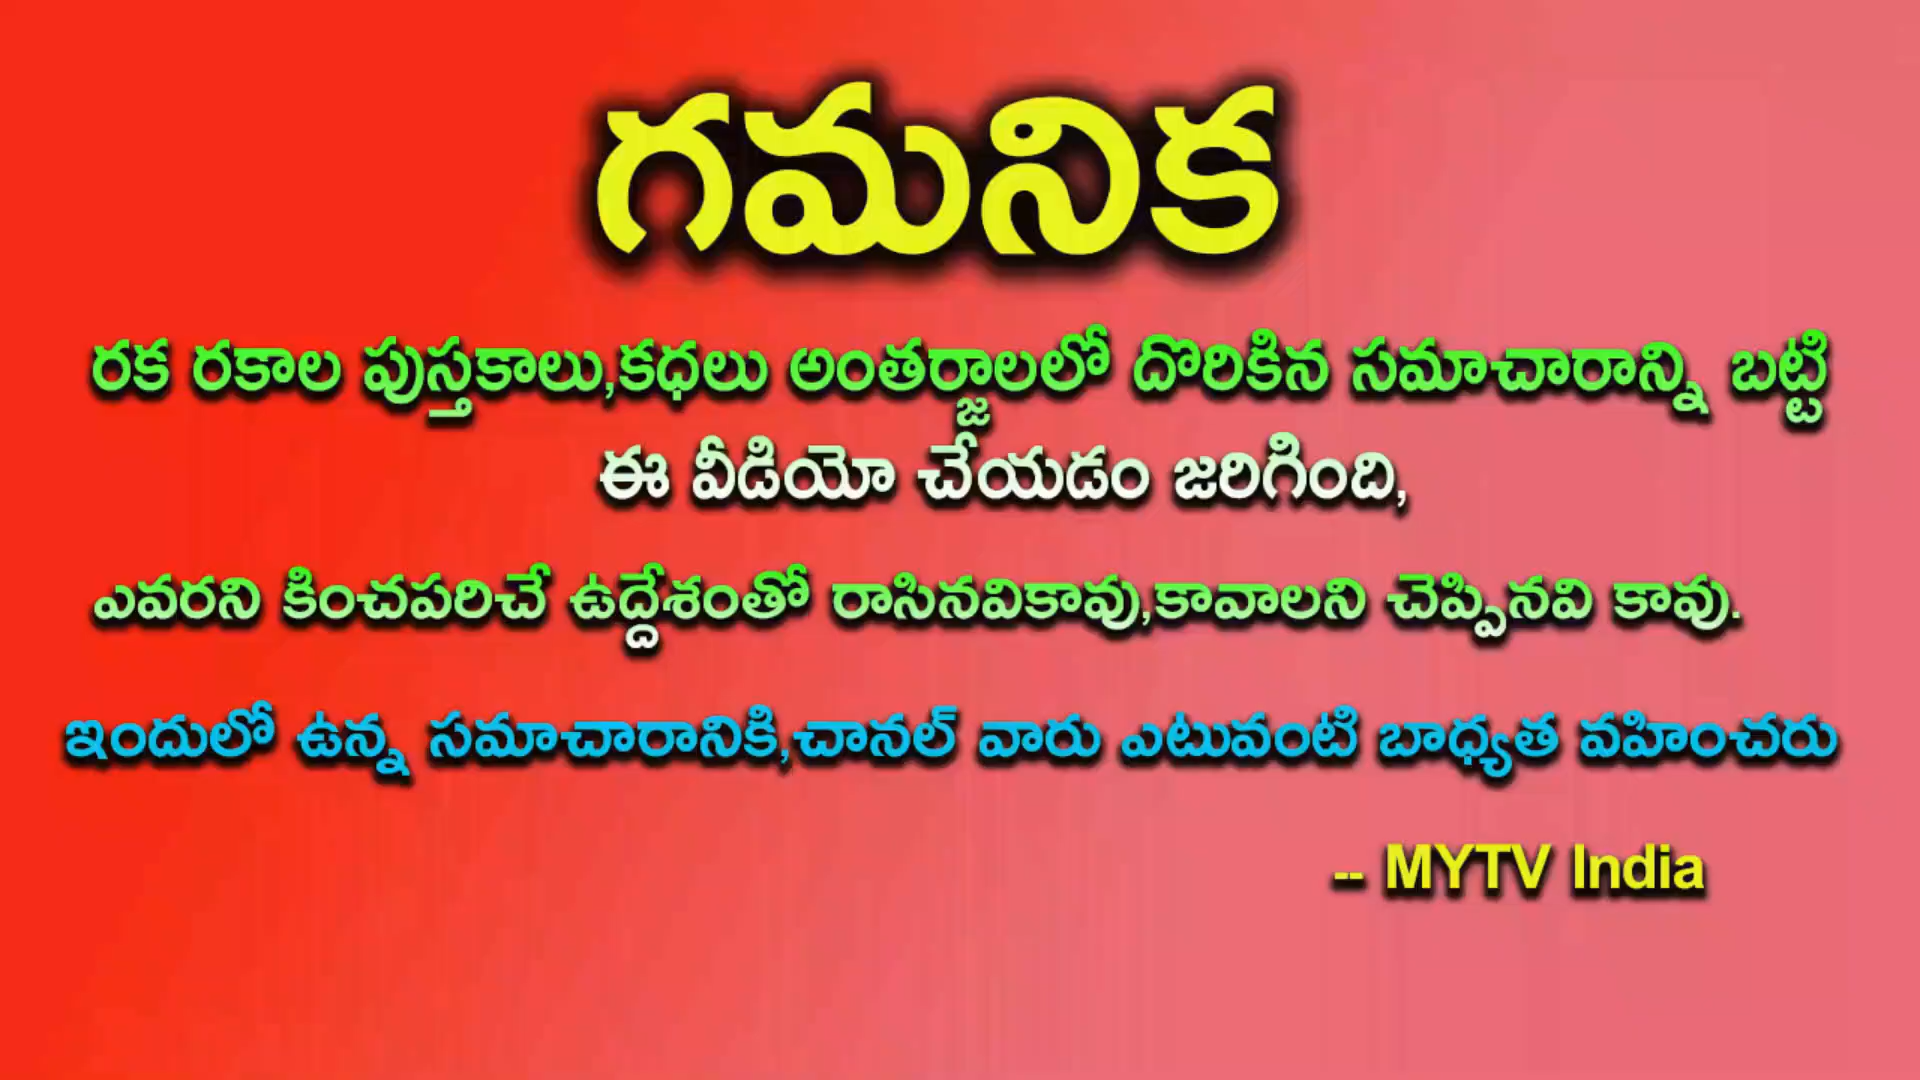 గమనిక
రక రకాల పుస్తకాలు,కధలు అంతర్జాలలో దొరికిన సమాచారాన్ని బట్టి
ఈ వీడియో చేయడం జరిగింది,
ఎవరని కించపరిచే ఉద్దేశంతో రాసినవికావు,కావాలని చెప్పినవి కావు.
ఇందులో ఉన్న సమాచారానికి,చానల్ వారు ఎటువంటి బాధ్యత వహించరు
-- MYTV India